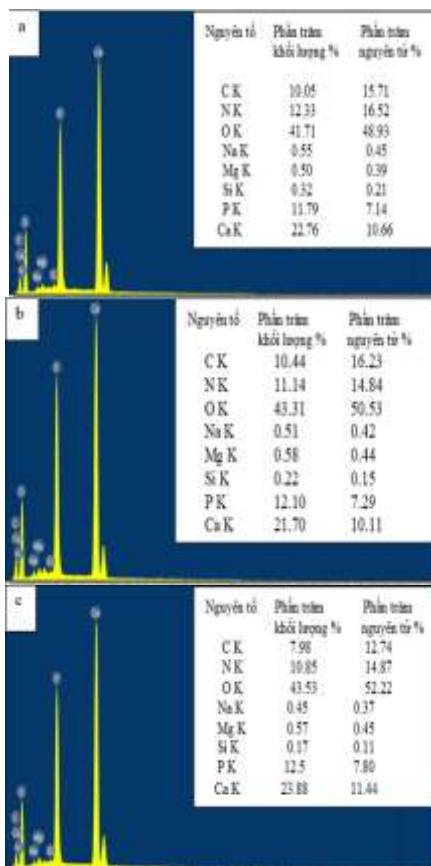 a
Nguyên tố Phần trăm Phần trăm
khối lượng % nguyên tử %
C K 10.05 15.71
N K 12.33 16.52
O K 41.71 48.93
Na K 0.55 0.45
Mg K 0.50 0.39
Si K 0.32 0.21
P K 11.79 7.14
Ca K 22.76 10.66
b
Nguyên tố Phần trăm Phần trăm
khối lượng % nguyên tử %
C K 10.44 16.23
N K 11.14 14.84
O K 43.31 50.53
Na K 0.51 0.42
Mg K 0.58 0.44
Si K 0.22 0.15
P K 12.10 7.29
Ca K 21.70 10.11
c
Nguyên tố Phần trăm Phần trăm
khối lượng % nguyên tử %
C K 7.98 12.74
N K 10.85 14.87
O K 43.53 52.22
Na K 0.45 0.37
Mg K 0.57 0.45
Si K 0.17 0.11
P K 12.5 7.80
Ca K 23.88 11.44